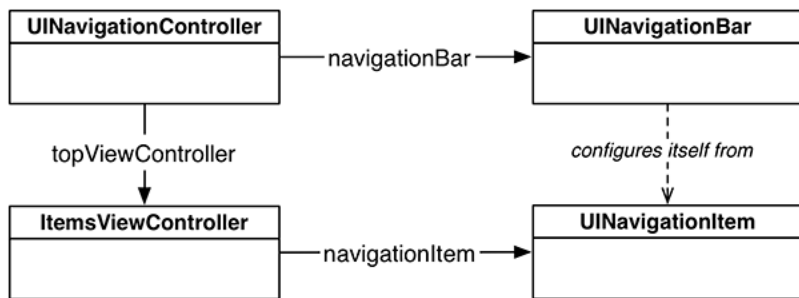 UINavigationController
UINavigationBar
navigationBar
topViewController
configures itself from
ItemsViewController
UINavigationItem
navigationItem